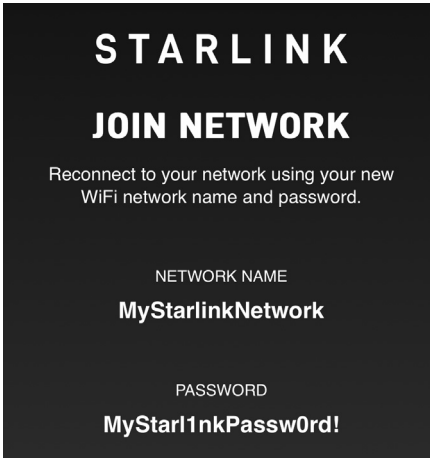 STARLINK
JOIN NETWORK
Reconnect to your network using your new
WiFi network name and password.
NETWORK NAME
MyStarlinkNetwork
PASSWORD
MyStarl1nkPassw0rd!